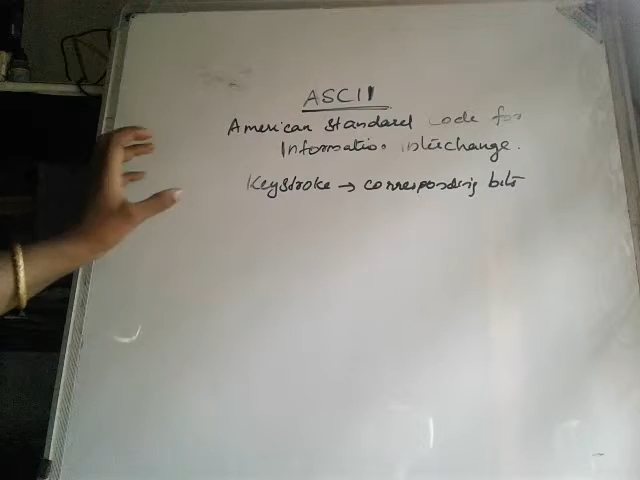 ASCII
American Standard Code for
Information interchange.
Keystroke → corresponding bits